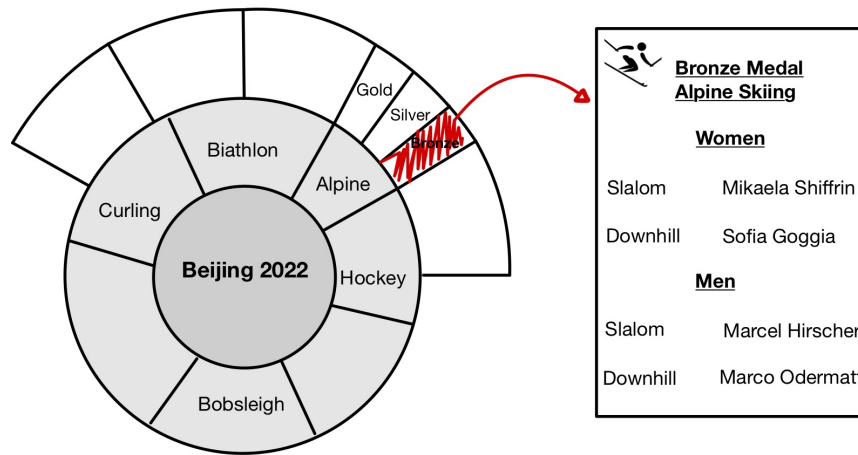 Gold
Silver
Bronze
Biathlon
Alpine
Curling
Beijing 2022
Hockey
Bobsleigh
Bronze Medal
Alpine Skiing
Women
Slalom Mikaela Shiffrin
Downhill Sofia Goggia
Men
Slalom Marcel Hirscher
Downhill Marco Odermatt